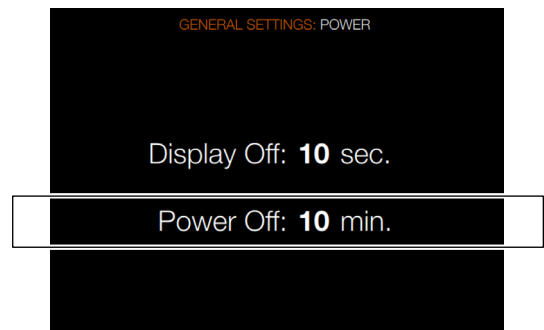 GENERAL SETTINGS: POWER
Display Off: 10 sec.
Power Off: 10 min.